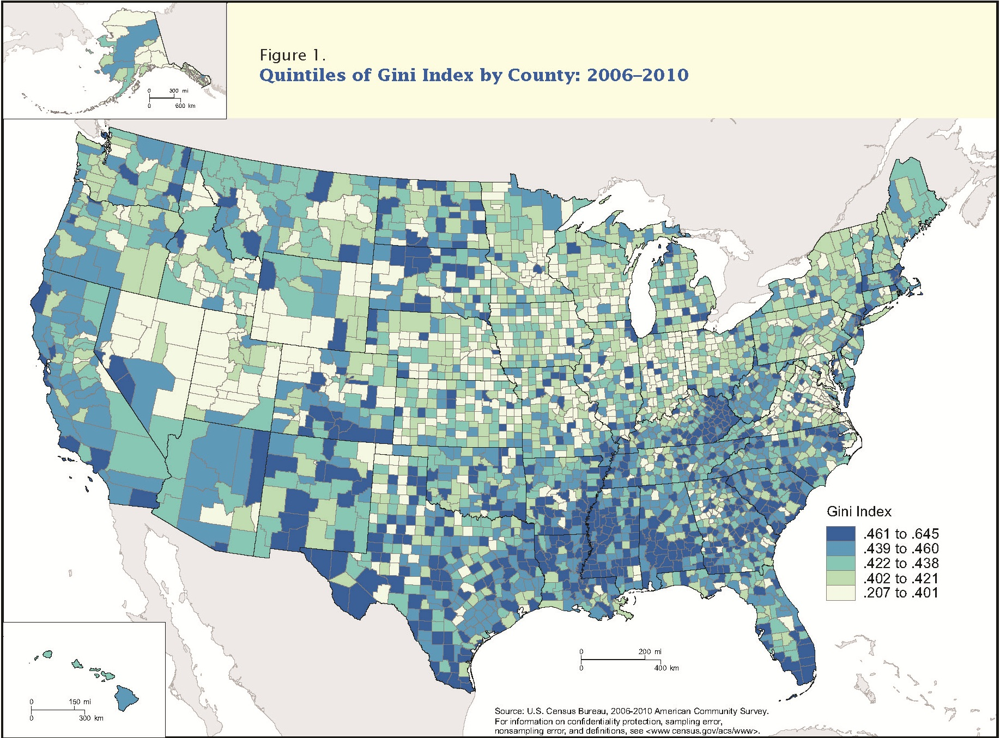 Figure 1.
Quintiles of Gini Index by County: 2006–2010
0 300 mi
0 600 km
Gini Index
.461 to .645
.439 to .460
.422 to .438
.402 to .421
.207 to .401
0 200 mi
0 400 km
0 150 mi
0 300 km
Source: U.S. Census Bureau, 2006-2010 American Community Survey.
For information on confidentiality protection, sampling error,
nonsampling error, and definitions, see <www census.gov/acs/www>.